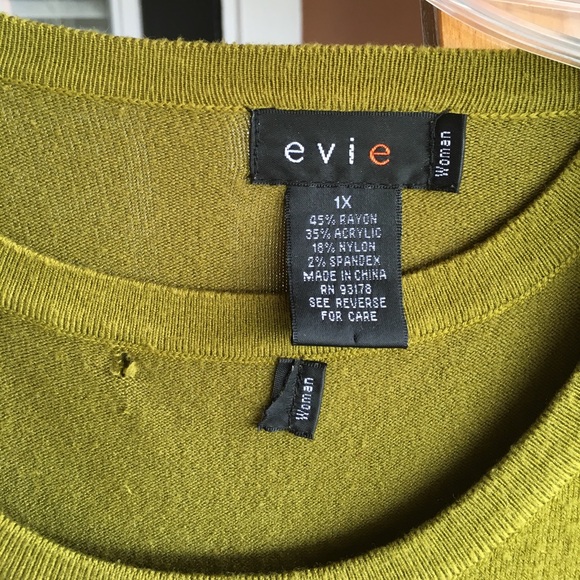 evie
Woman
1X
45% RAYON
35% ACRYLIC
18% NYLON
2% SPANDEX
MADE IN CHINA
RN 93178
SEE REVERSE
FOR CARE
Woman